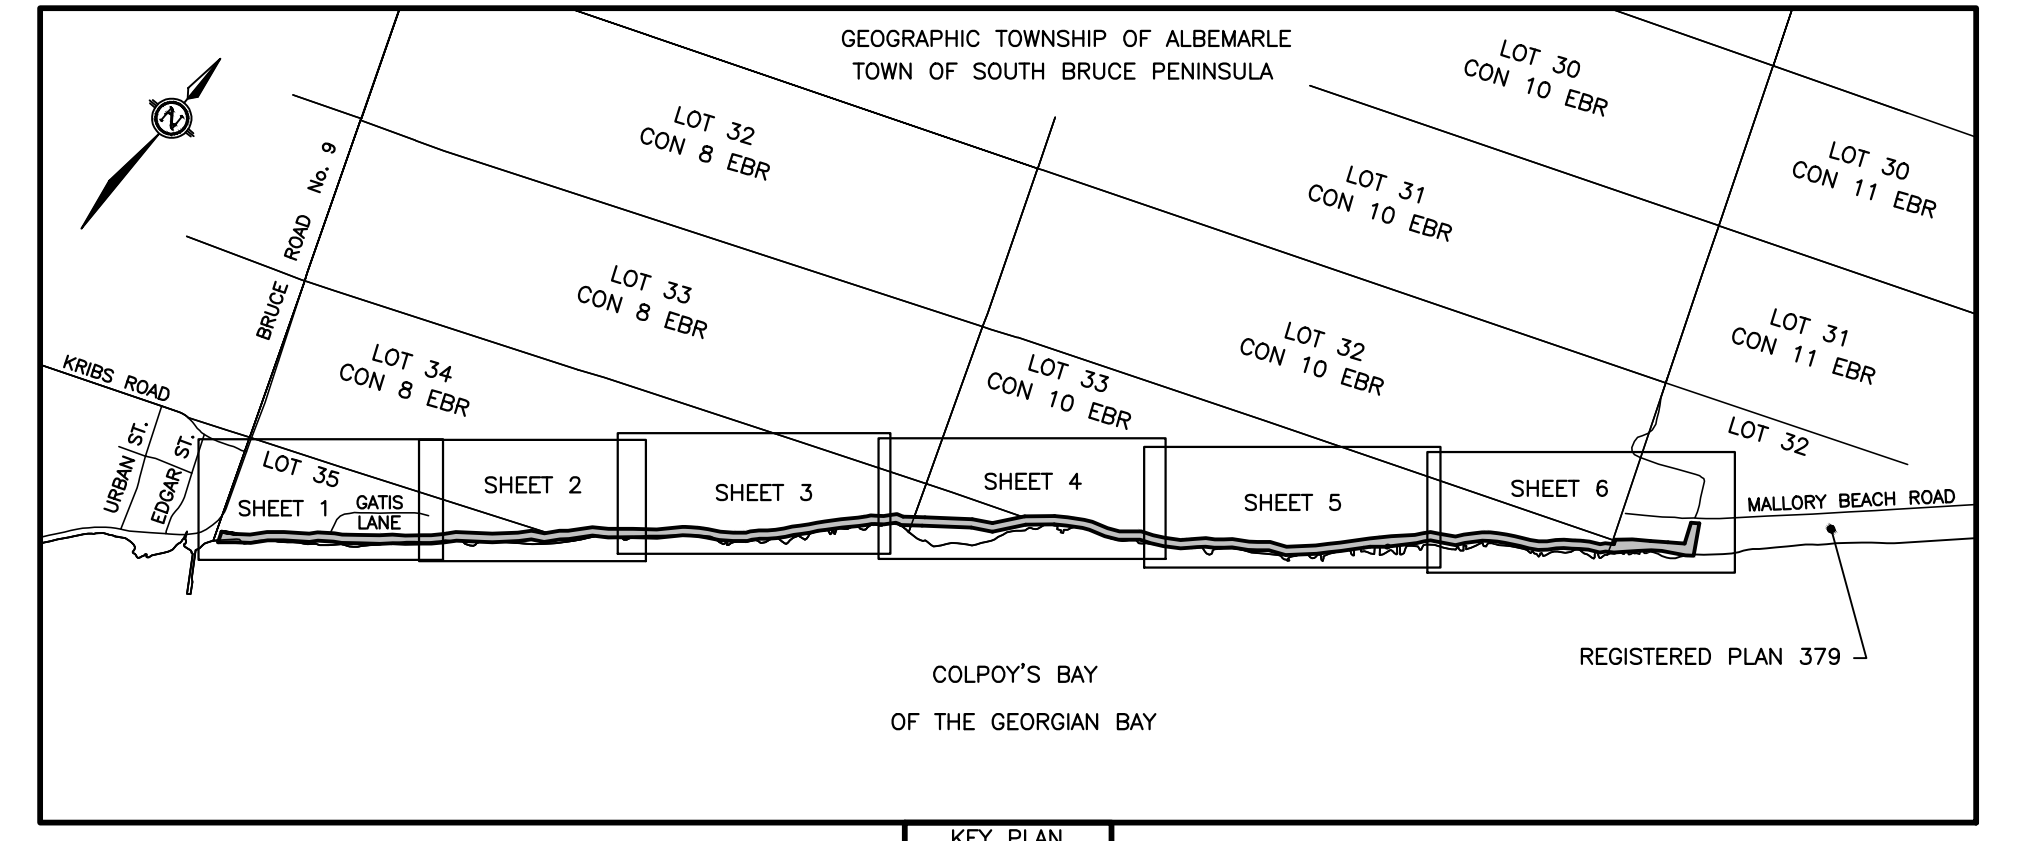 GEOGRAPHIC TOWNSHIP OF ALBEMARLE
TOWN OF SOUTH BRUCE PENINSULA
N
LOT 30
CON 10 EBR
LOT 32
CON 8 EBR
LOT 30
CON 11 EBR
LOT 31
CON 10 EBR
BRUCE ROAD No. 9
LOT 33
CON 8 EBR
LOT 31
CON 11 EBR
LOT 32
CON 10 EBR
LOT 34
CON 8 EBR
LOT 33
CON 10 EBR
KRIBS ROAD
URBAN ST.
EDGAR ST.
LOT 32
LOT 35
SHEET 1
GATIS
LANE
SHEET 2
SHEET 3
SHEET 4
SHEET 5
SHEET 6
MALLORY BEACH ROAD
REGISTERED PLAN 379
COLPOY'S BAY
OF THE GEORGIAN BAY
KEY PLAN